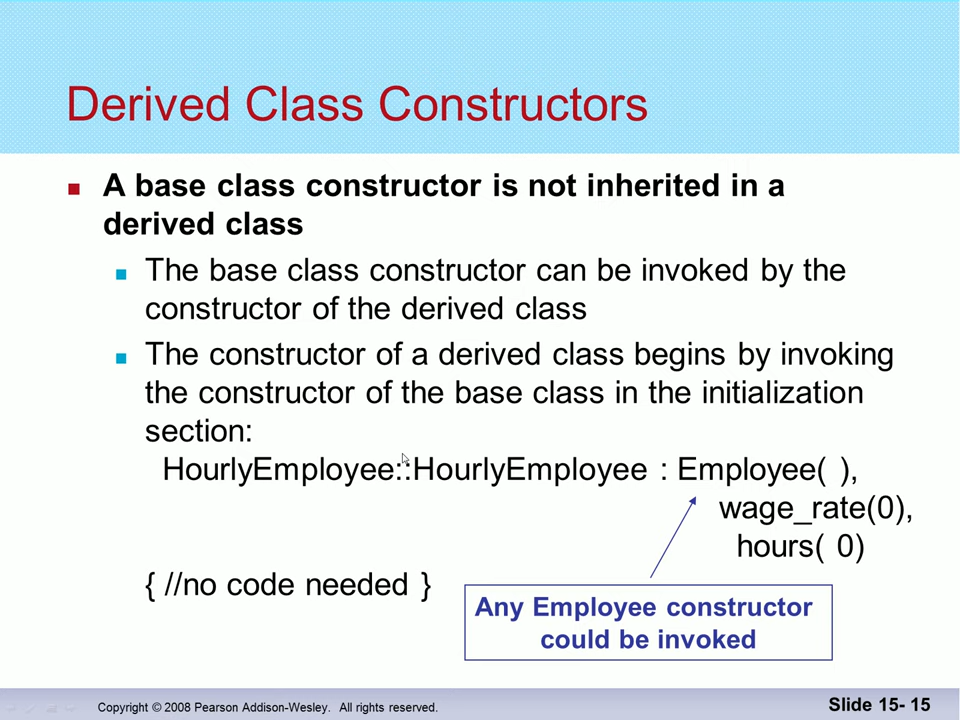 Derived Class Constructors
A base class constructor is not inherited in a
derived class
The base class constructor can be invoked by the
constructor of the derived class
The constructor of a derived class begins by invoking
the constructor of the base class in the initialization
section:
HourlyEmployee::HourlyEmployee : Employee( ),
wage_rate(0),
hours( 0)
{ //no code needed }
Any Employee constructor
could be invoked
Copyright © 2008 Pearson Addison-Wesley. All rights reserved.
Slide 15- 15